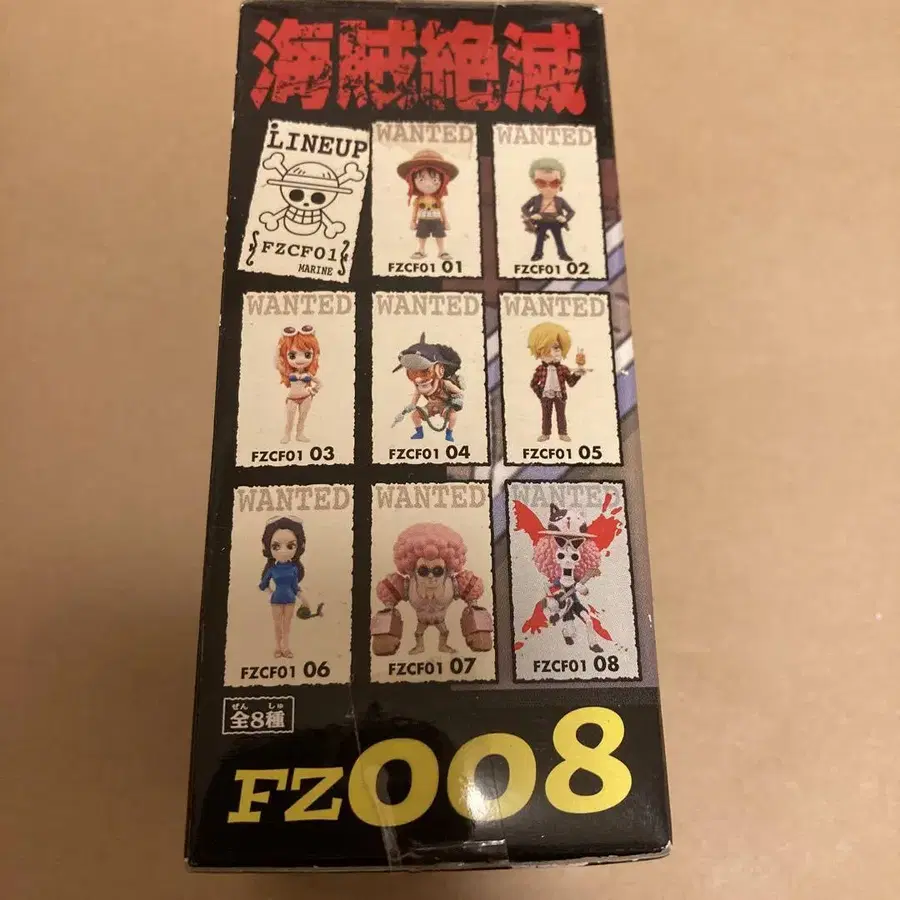 海賊絶滅
LINEUP
FZCF01
MARINE
WANTED
FZCF01 01
WANTED
FZCF01 02
WANTED
FZCF01 03
WANTED
FZCF01 04
WANTED
FZCF01 05
WANTED
FZCF01 06
WANTED
FZCF01 07
WANTED
FZCF01 08
ぜん しゅ
全8種
FZ008